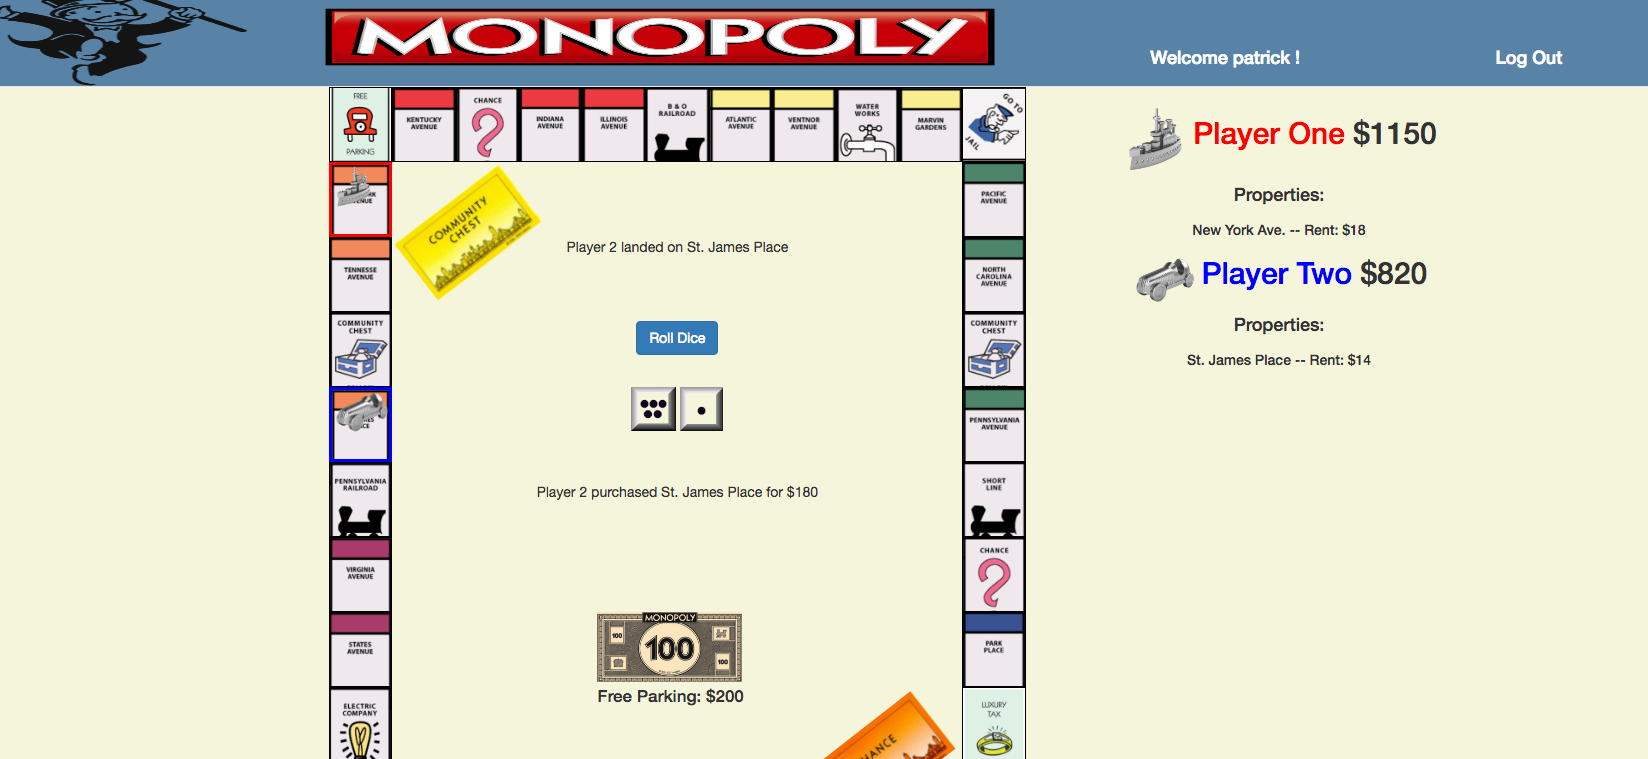 MONOPOLY
Welcome patrick !
Log Out
FREE
PARKING
KENTUCKY
AVENUE
CHANCE
INDIANA
AVENUE
ILLINOIS
AVENUE
B & O
RAILROAD
ATLANTIC
AVENUE
VENTNOR
AVENUE
WATER
WORKS
MARVIN
GARDENS
GO TO
JAIL
TENNESSE
AVENUE
COMMUNITY
CHEST
PENNSYLVANIA
RAILROAD
VIRGINIA
AVENUE
STATES
AVENUE
ELECTRIC
COMPANY
COMMUNITY
CHEST
Player 2 landed on St. James Place
Roll Dice
Player 2 purchased St. James Place for $180
MONOPOLY
100
100
100
Free Parking: $200
CHANCE
PACIFIC
AVENUE
NORTH
CAROLINA
AVENUE
COMMUNITY
CHEST
PENNSYLVANIA
AVENUE
SHORT
LINE
CHANCE
PARK
PLACE
LUXURY
TAX
Player One $1150
Properties:
New York Ave. -- Rent: $18
Player Two $820
Properties:
St. James Place -- Rent: $14